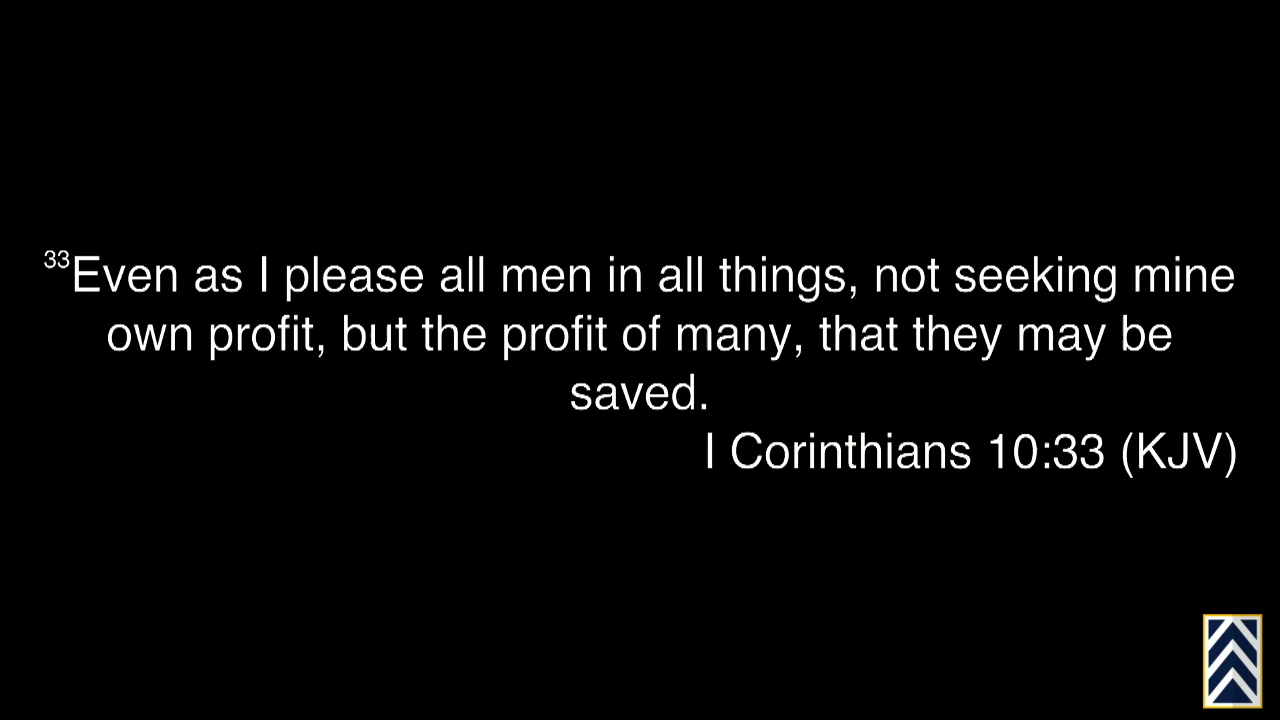 33Even as I please all men in all things, not seeking mine
own profit, but the profit of many, that they may be
saved.
I Corinthians 10:33 (KJV)